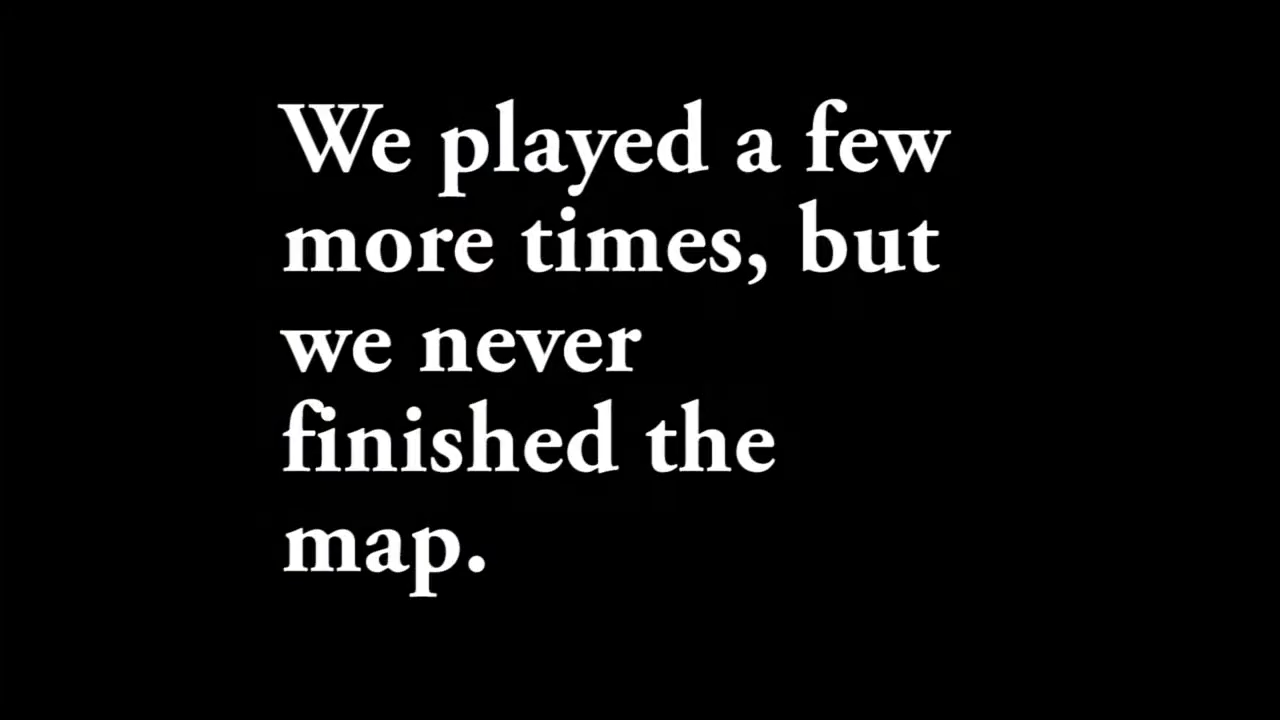 We played a few
more times, but
we never
finished the
map.